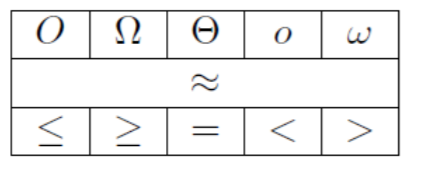 O Ω Θ o ω
≈
≤ ≥ = < >